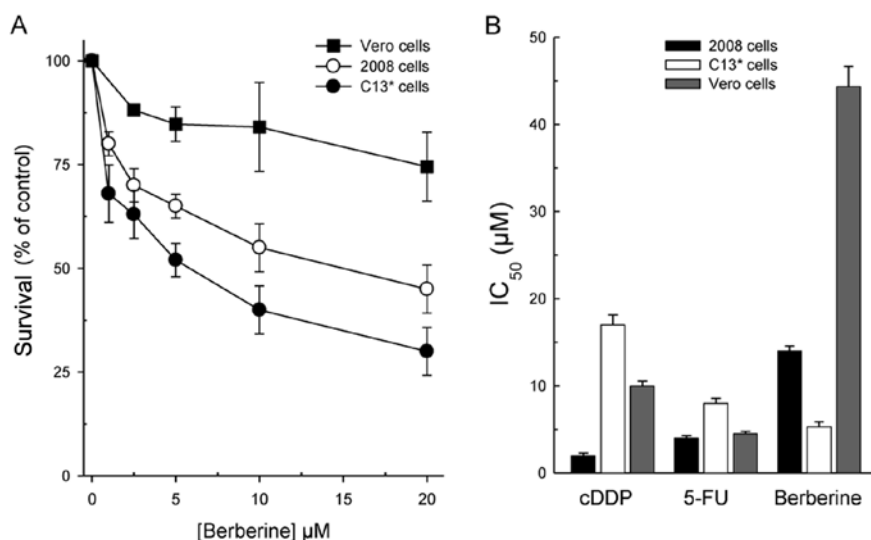 A
Vero cells
2008 cells
C13* cells
100
75
50
25
0
Survival (% of control)
0
5
10
15
20
[Berberine] µM
B
2008 cells
C13* cells
Vero cells
50
40
30
20
10
0
IC50 (µM)
cDDP
5-FU
Berberine